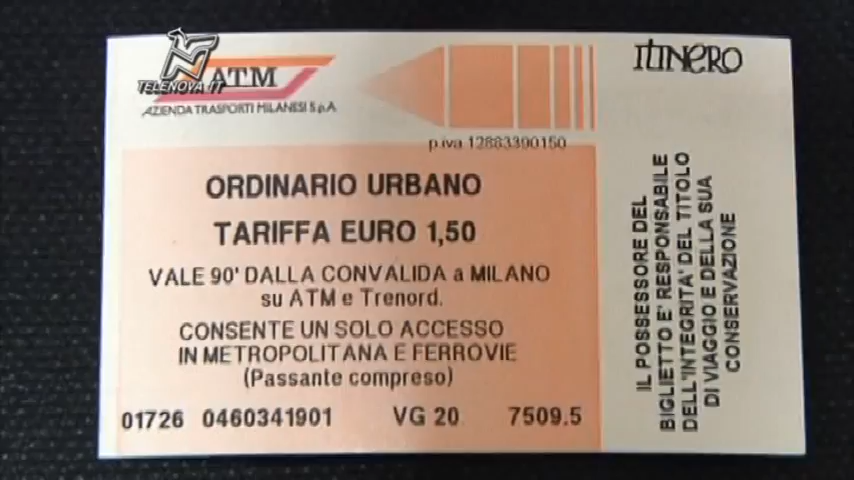 TELENOVA.IT
ATM
AZIENDA TRASPORTI MILANESI S.p.A
ITINERO
p.iva 12883390150
ORDINARIO URBANO
TARIFFA EURO 1,50
VALE 90' DALLA CONVALIDA a MILANO
su ATM e Trenord.
CONSENTE UN SOLO ACCESSO
IN METROPOLITANA E FERROVIE
(Passante compreso)
01726 0460341901 VG 20 7509.5
IL POSSESSORE DEL
BIGLIETTO E' RESPONSABILE
DELL'INTEGRITA' DEL TITOLO
DI VIAGGIO E DELLA SUA
CONSERVAZIONE